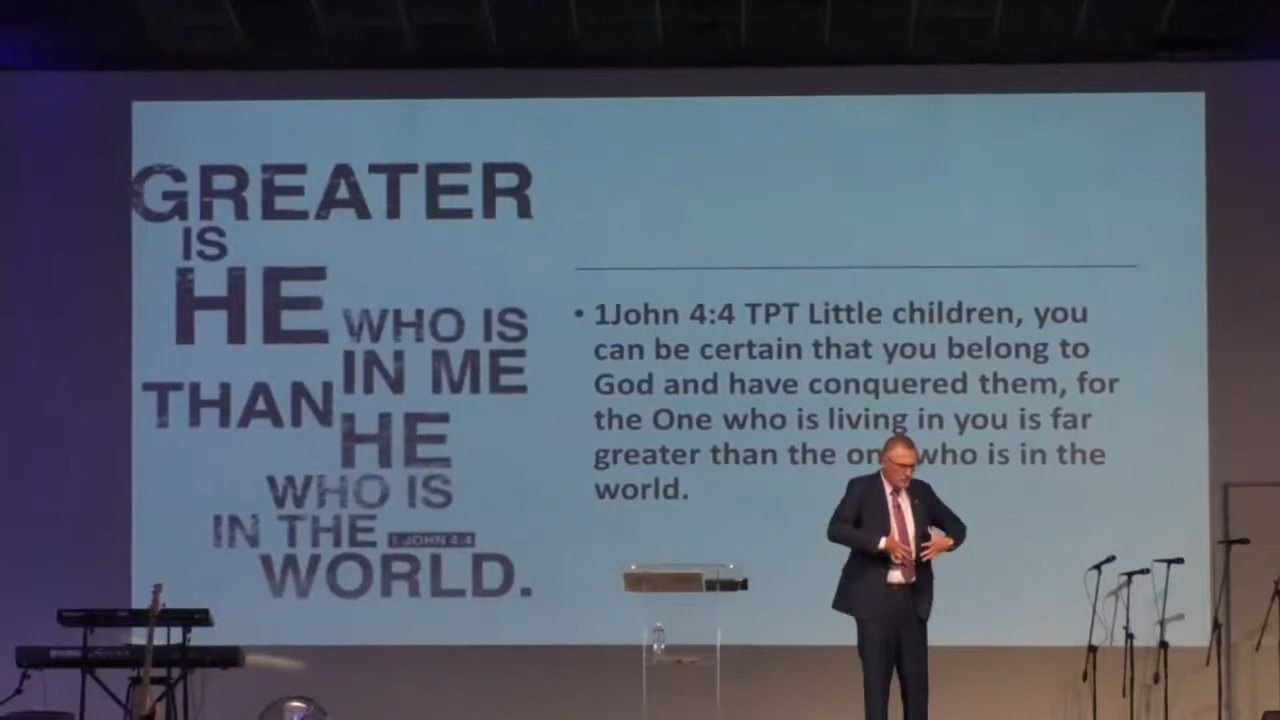 GREATER
IS
HE WHO IS
IN ME
THAN HE
WHO IS
IN THE 1 JOHN 4:4
WORLD.
• 1John 4:4 TPT Little children, you
can be certain that you belong to
God and have conquered them, for
the One who is living in you is far
greater than the one who is in the
world.